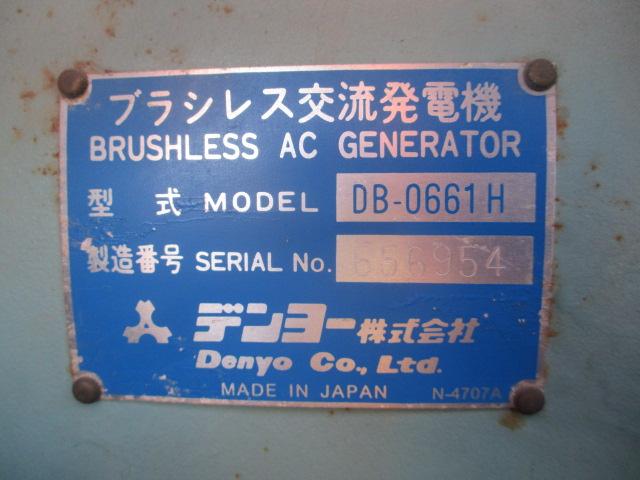 ブラシレス交流発電機
BRUSHLESS AC GENERATOR
型 式 MODEL DB-0661H
製造番号 SERIAL No. 656954
デンヨー株式会社
Denyo Co., Ltd.
MADE IN JAPAN N-4707A